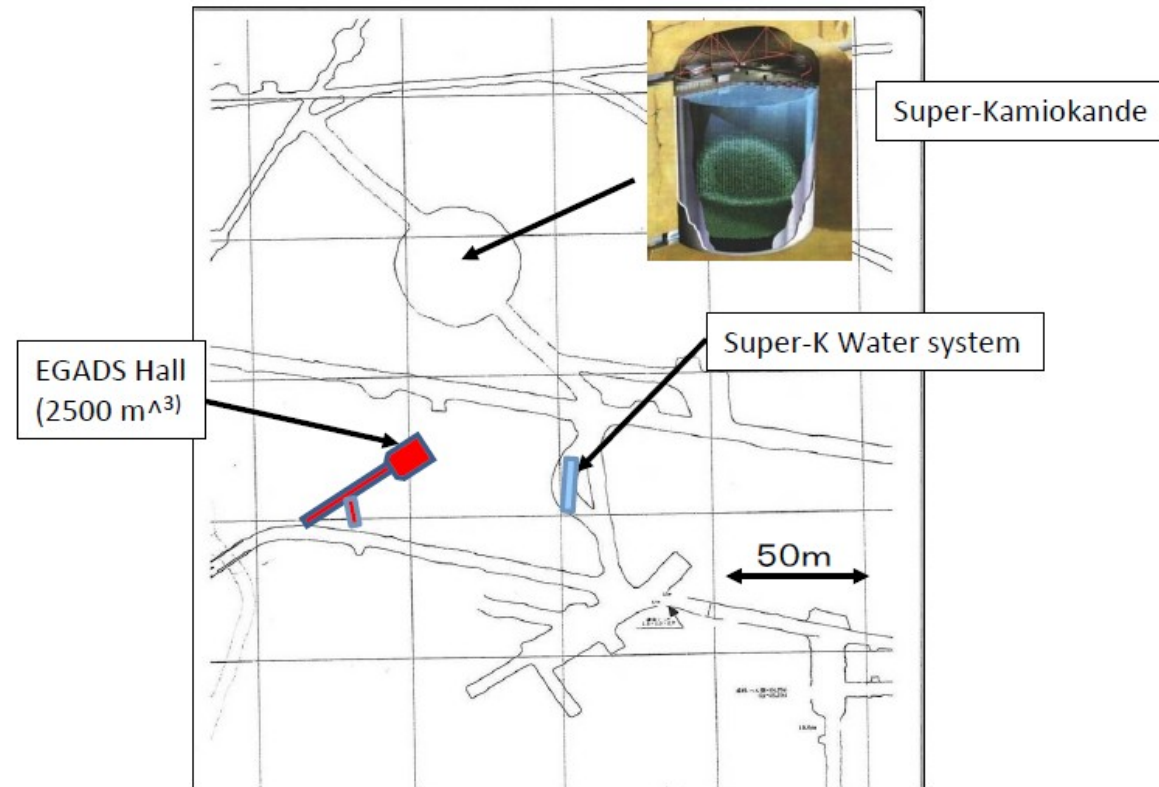 Super-Kamiokande
Super-K Water system
EGADS Hall
(2500 m^3)
50m